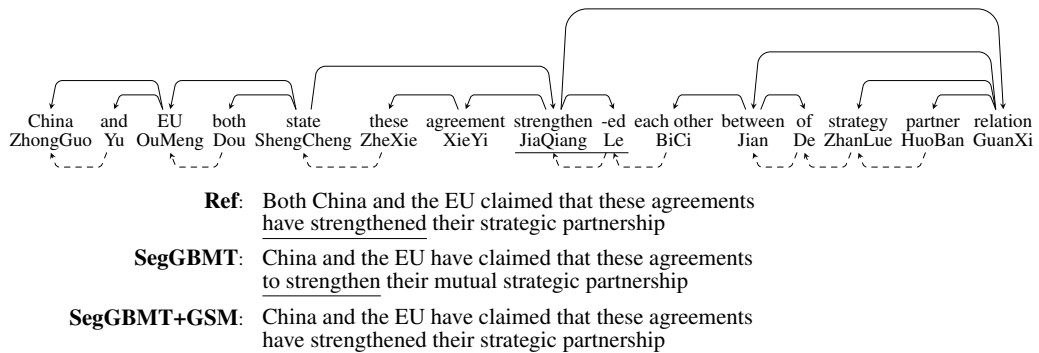 China and EU both state these agreement strengthen -ed each other between of strategy partner relation
ZhongGuo Yu OuMeng Dou ShengCheng ZheXie XieYi JiaQiang Le BiCi Jian De ZhanLue HuoBan GuanXi
Ref: Both China and the EU claimed that these agreements
have strengthened their strategic partnership
SegGBMT: China and the EU have claimed that these agreements
to strengthen their mutual strategic partnership
SegGBMT+GSM: China and the EU have claimed that these agreements
have strengthened their strategic partnership